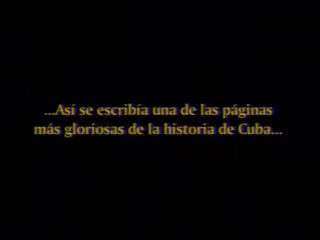 ...Así se escribía una de las páginas
más gloriosas de la historia de Cuba...